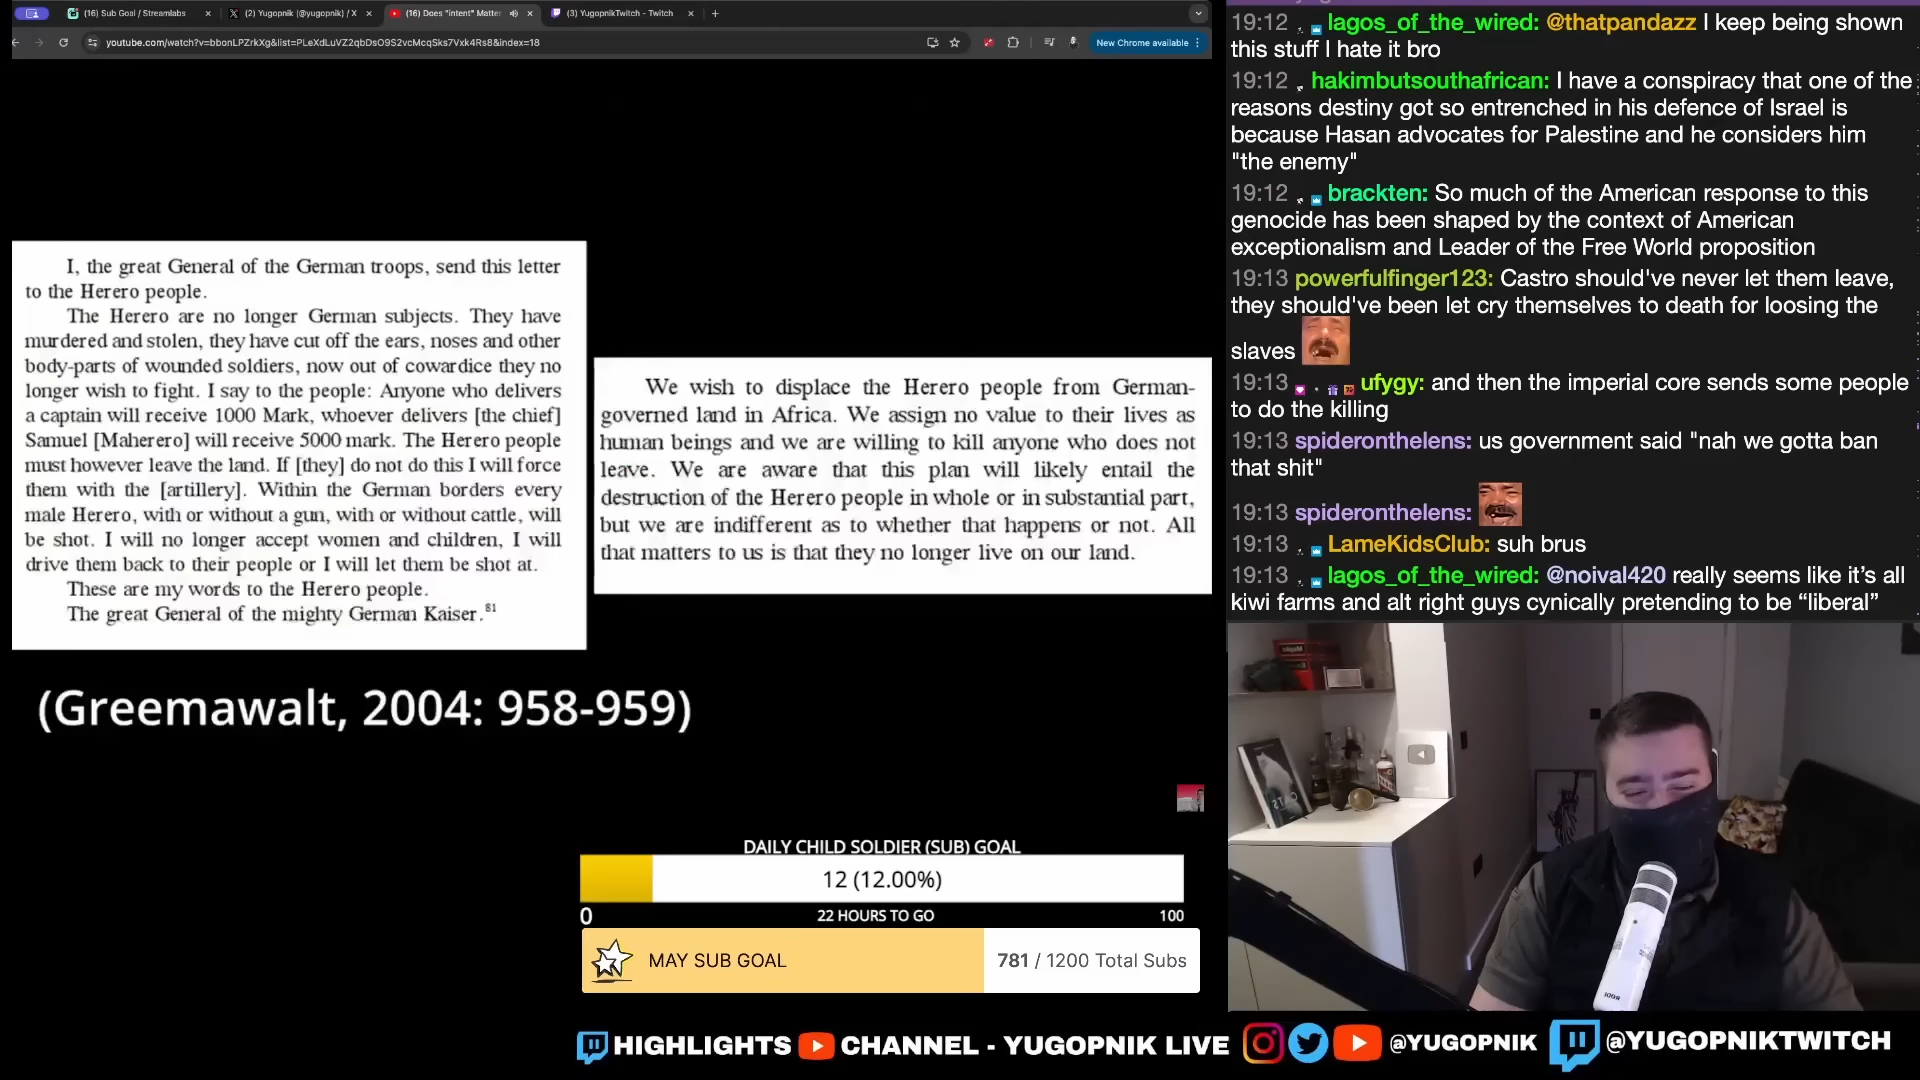 (16) Sub Goal / Streamlabs
(2) Yugopnik (@yugopnik) / X
(16) Does "intent" Matter
(3) YugopnikTwitch - Twitch
youtube.com/watch?v=bbonLPZrkXg&list=PLeXdLuVZ2qbDsO9S2vcMcqSks7Vxk4Rs8&index=18
New Chrome available
I, the great General of the German troops, send this letter
to the Herero people.
The Herero are no longer German subjects. They have
murdered and stolen, they have cut off the ears, noses and other
body-parts of wounded soldiers, now out of cowardice they no
longer wish to fight. I say to the people: Anyone who delivers
a captain will receive 1000 Mark, whoever delivers [the chief]
Samuel [Maherero] will receive 5000 mark. The Herero people
must however leave the land. If [they] do not do this I will force
them with the [artillery]. Within the German borders every
male Herero, with or without a gun, with or without cattle, will
be shot. I will no longer accept women and children, I will
drive them back to their people or I will let them be shot at.
These are my words to the Herero people.
The great General of the mighty German Kaiser.81
We wish to displace the Herero people from German-
governed land in Africa. We assign no value to their lives as
human beings and we are willing to kill anyone who does not
leave. We are aware that this plan will likely entail the
destruction of the Herero people in whole or in substantial part,
but we are indifferent as to whether that happens or not. All
that matters to us is that they no longer live on our land.
(Greemawalt, 2004: 958-959)
DAILY CHILD SOLDIER (SUB) GOAL
12 (12.00%)
0
22 HOURS TO GO
100
MAY SUB GOAL
781 / 1200 Total Subs
HIGHLIGHTS
CHANNEL - YUGOPNIK LIVE
@YUGOPNIK
@YUGOPNIKTWITCH
19:12 lagos_of_the_wired: @thatpandazz I keep being shown
this stuff I hate it bro
19:12 hakimbutsouthafrican: I have a conspiracy that one of the
reasons destiny got so entrenched in his defence of Israel is
because Hasan advocates for Palestine and he considers him
"the enemy"
19:12 brackten: So much of the American response to this
genocide has been shaped by the context of American
exceptionalism and Leader of the Free World proposition
19:13 powerfulfinger123: Castro should've never let them leave,
they should've been let cry themselves to death for loosing the
slaves
19:13 ufygy: and then the imperial core sends some people
to do the killing
19:13 spideronthelens: us government said "nah we gotta ban
that shit"
19:13 spideronthelens:
19:13 LameKidsClub: suh brus
19:13 lagos_of_the_wired: @noival420 really seems like it's all
kiwi farms and alt right guys cynically pretending to be "liberal"